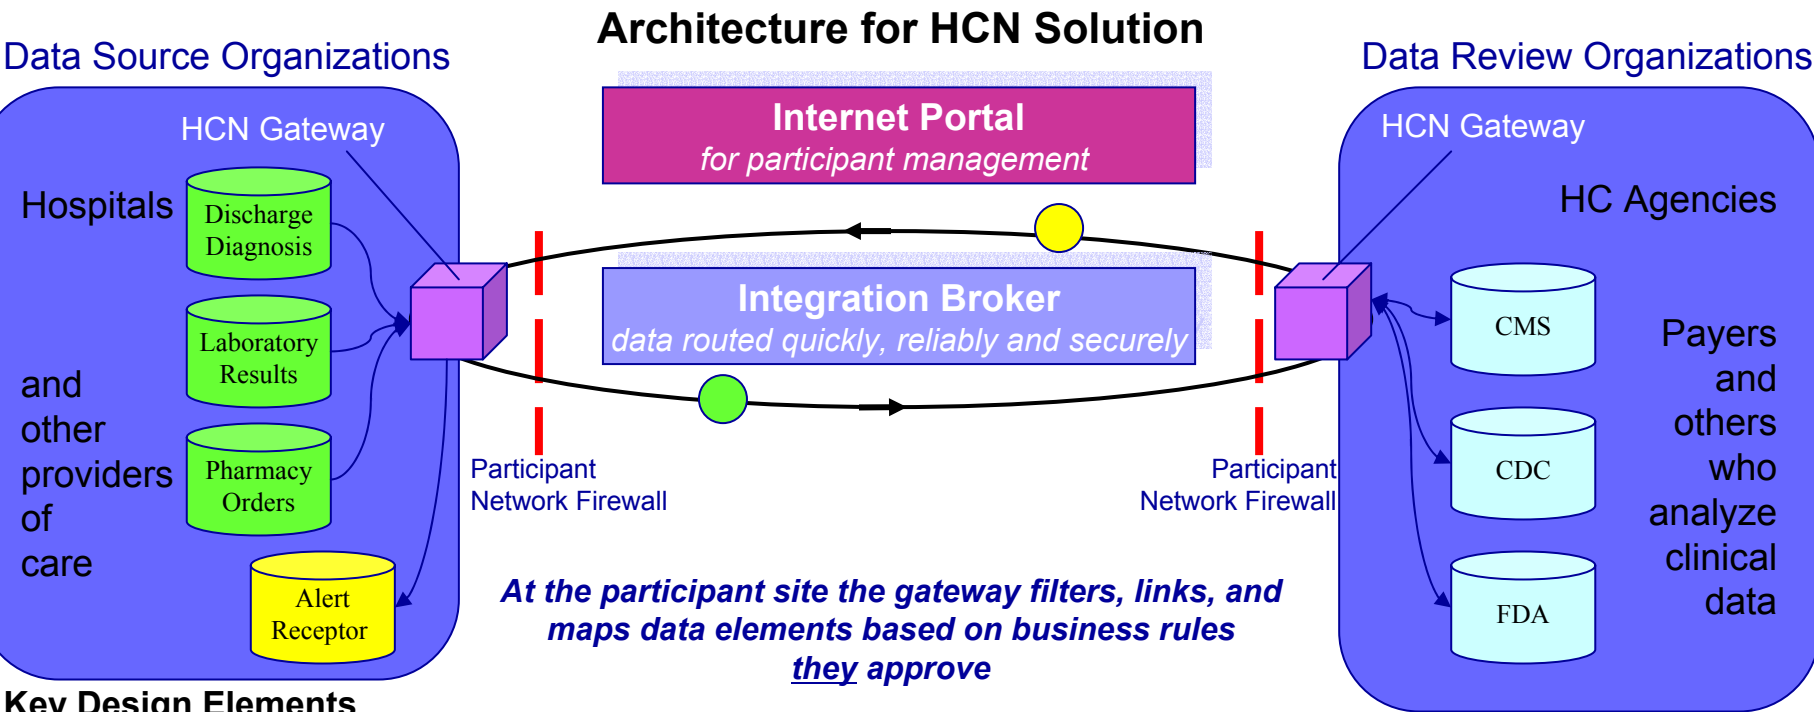 Architecture for HCN Solution
Data Source Organizations
Data Review Organizations
HCN Gateway
Hospitals
Discharge
Diagnosis
Laboratory
Results
and
other
providers
of
care
Pharmacy
Orders
Alert
Receptor
Internet Portal
for participant management
Integration Broker
data routed quickly, reliably and securely
Participant
Network Firewall
Participant
Network Firewall
At the participant site the gateway filters, links, and
maps data elements based on business rules
they approve
HCN Gateway
HC Agencies
CMS
CDC
FDA
Payers
and
others
who
analyze
clinical
data
Key Design Elements